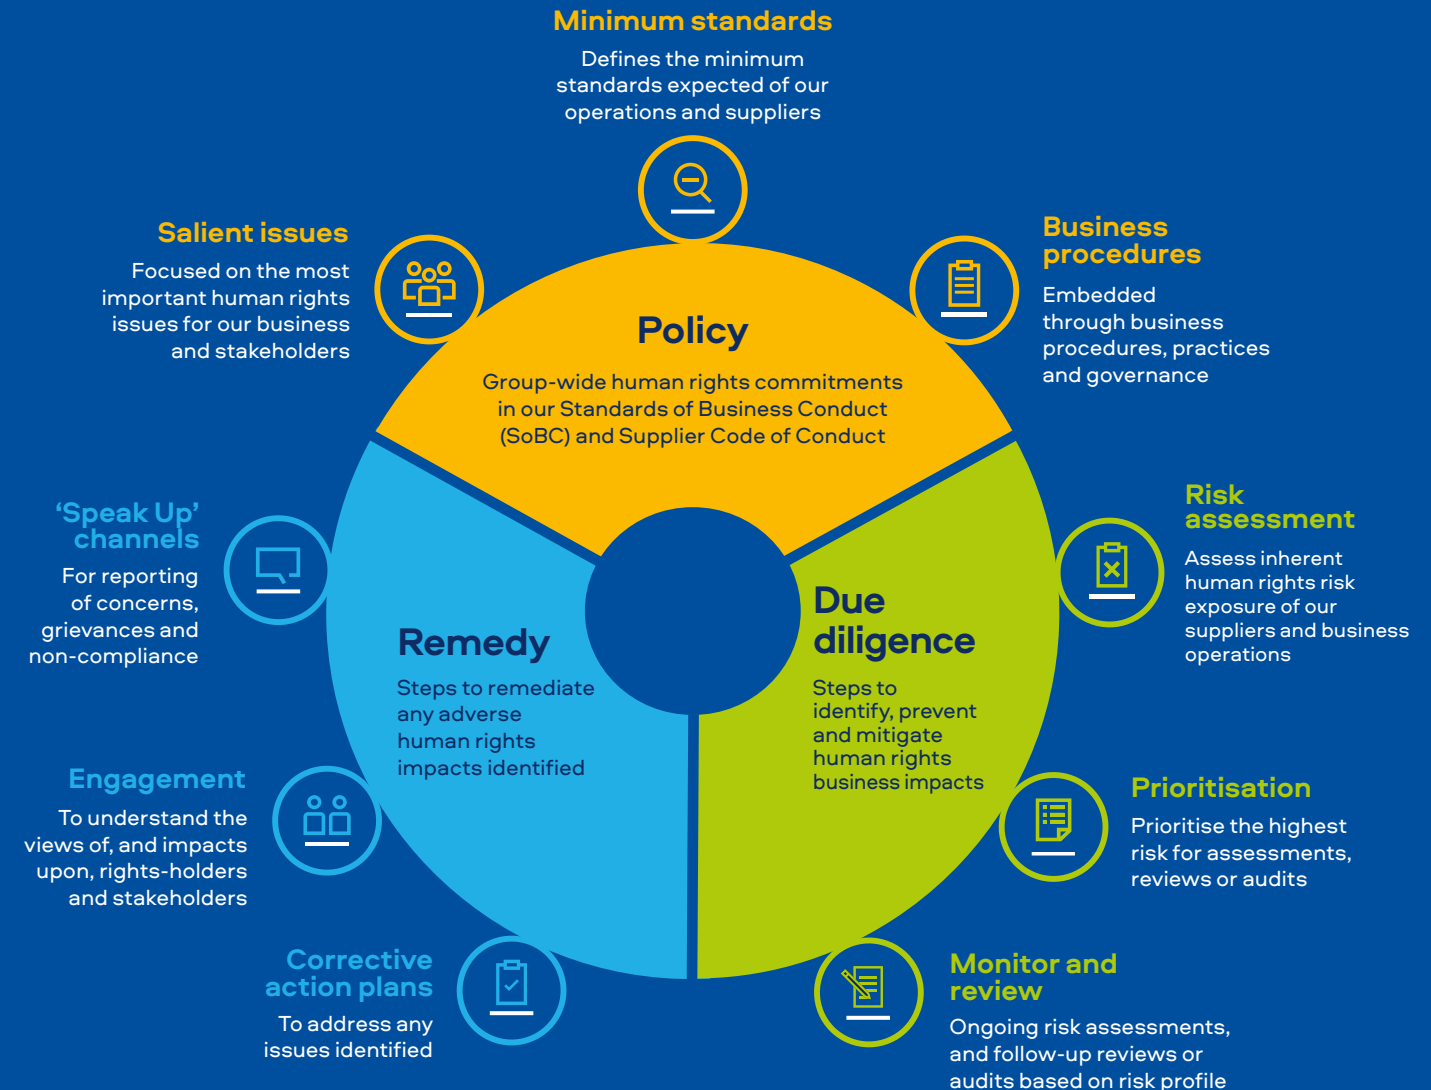 Minimum standards
Defines the minimum
standards expected of our
operations and suppliers
Salient issues
Focused on the most
important human rights
issues for our business
and stakeholders
Business
procedures
Embedded
through business
procedures, practices
and governance
Policy
Group-wide human rights commitments
in our Standards of Business Conduct
(SoBC) and Supplier Code of Conduct
‘Speak Up’
channels
For reporting
of concerns,
grievances and
non-compliance
Remedy
Steps to remediate
any adverse
human rights
impacts identified
Due
diligence
Steps to
identify, prevent
and mitigate
human rights
business impacts
Risk
assessment
Assess inherent
human rights risk
exposure of our
suppliers and business
operations
Engagement
To understand the
views of, and impacts
upon, rights-holders
and stakeholders
Prioritisation
Prioritise the highest
risk for assessments,
reviews or audits
Corrective
action plans
To address any
issues identified
Monitor and
review
Ongoing risk assessments,
and follow-up reviews or
audits based on risk profile